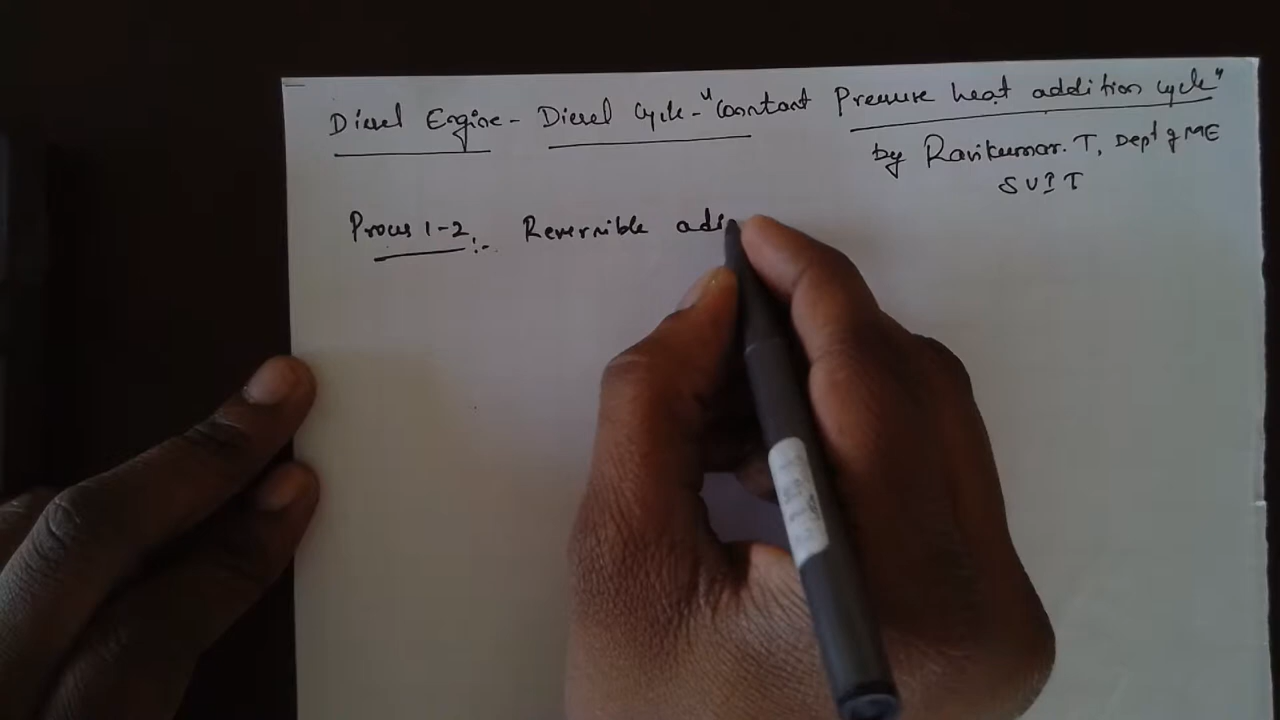 Diesel Engine - Diesel Cycle - "Constant Pressure heat addition cycle"
by Ravikumar. T, Dept of ME
SVIT
Process 1-2 :- Reversible adi